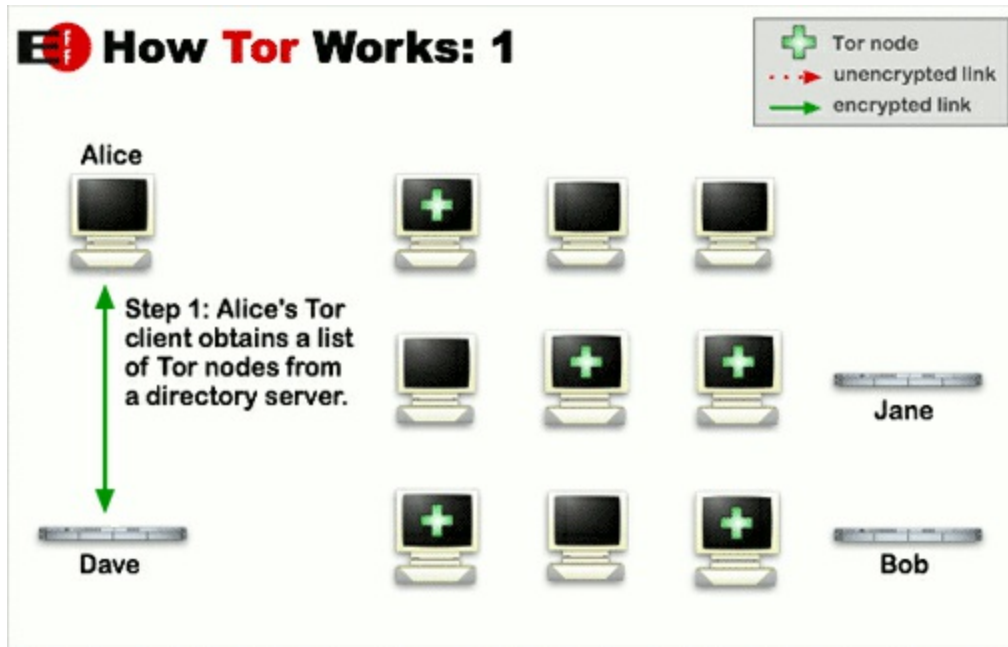 EFF How Tor Works: 1
Tor node
unencrypted link
encrypted link
Alice
Step 1: Alice's Tor
client obtains a list
of Tor nodes from
a directory server.
Jane
Dave
Bob